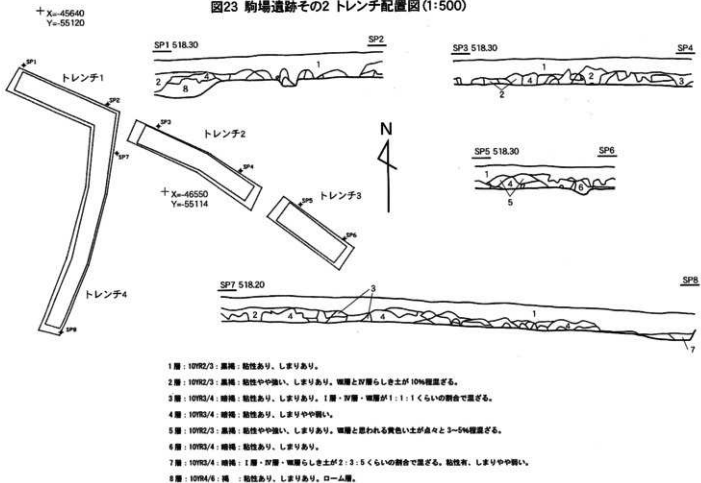 図23 駒場遺跡その2 トレンチ配置図(1:500)
X=-45640
Y=-55120
SP1
トレンチ1
SP2
SP7
SP3
トレンチ2
SP4
X=-46550
Y=-55114
SP5
トレンチ3
SP6
トレンチ4
SP8
N
SP1 518.30
SP2
1
2
4
8
SP3 518.30
SP4
1
2
4
2
3
SP5 518.30
SP6
1
4
6
5
SP7 518.20
SP8
3
1
2
4
4
4
7
1層:10YR2/3:黒褐:粘性あり、しまりあり。
2層:10YR2/3:黒褐:粘性やや強い、しまりあり。Ⅷ層とⅣ層らしき土が10%程混ざる。
3層:10YR3/4:暗褐:粘性あり、しまりあり。Ⅰ層・Ⅳ層・Ⅷ層が1:1:1くらいの割合で混ざる。
4層:10YR3/4:暗褐:粘性あり、しまりやや弱い。
5層:10YR2/3:黒褐:粘性やや強い、しまりあり。Ⅷ層と思われる黄色い土が点々と3~5%程混ざる。
6層:10YR3/4:暗褐:粘性あり、しまりあり。
7層:10YR3/4:暗褐:Ⅰ層・Ⅳ層・Ⅷ層らしき土が2:3:5くらいの割合で混ざる。粘性有、しまりやや弱い。
8層:10YR4/6:褐 :粘性あり、しまりあり。ローム層。